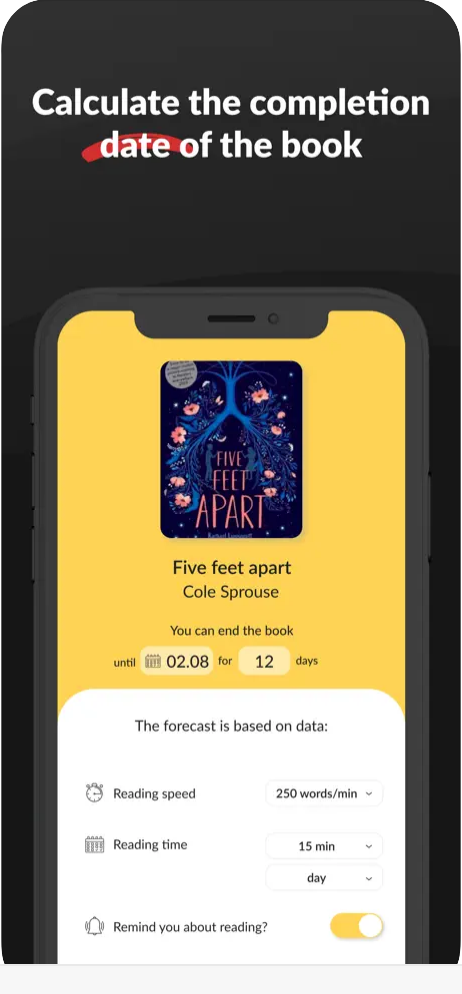 Calculate the completion
date of the book
FIVE
FEET
APART
Five feet apart
Cole Sprouse
You can end the book
until 02.08 for 12 days
The forecast is based on data:
Reading speed 250 words/min
Reading time 15 min
day
Remind you about reading?